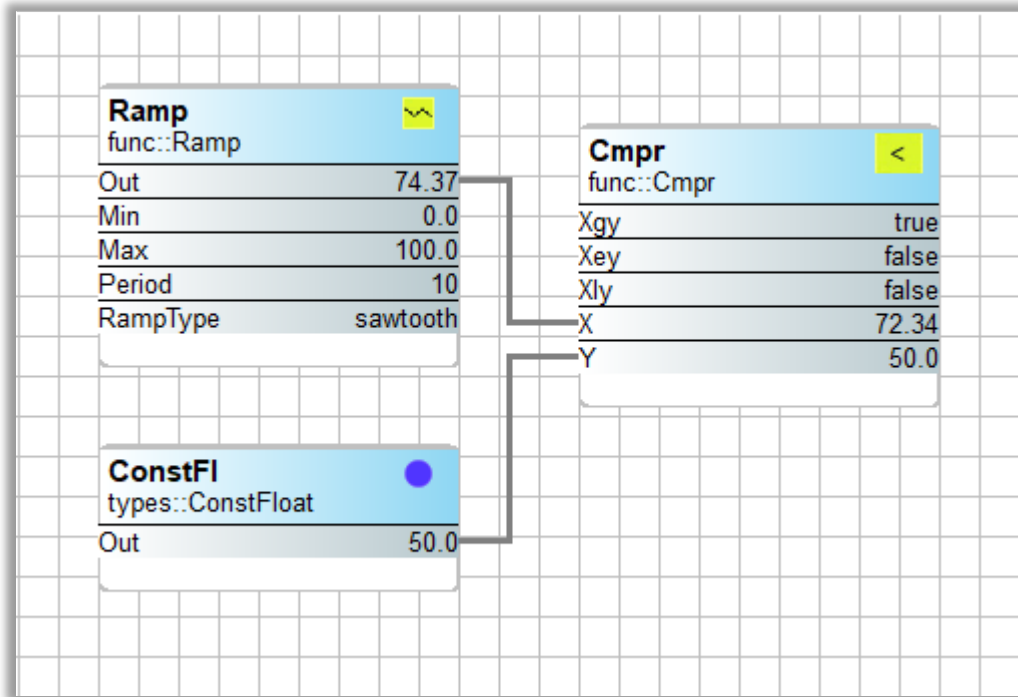 Ramp
func::Ramp
Out 74.37
Min 0.0
Max 100.0
Period 10
RampType sawtooth
Cmpr
<
func::Cmpr
Xgy true
Xey false
Xly false
X 72.34
Y 50.0
ConstFl
types::ConstFloat
Out 50.0